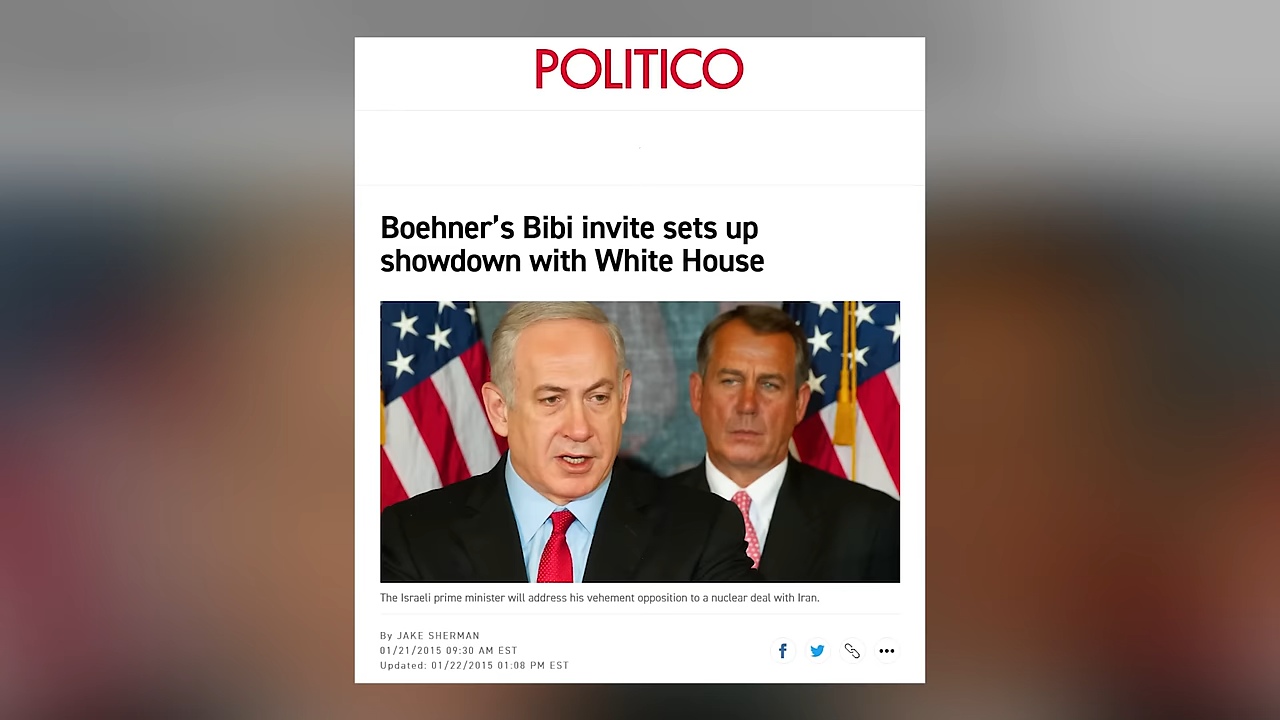 POLITICO
Boehner’s Bibi invite sets up
showdown with White House
The Israeli prime minister will address his vehement opposition to a nuclear deal with Iran.
By JAKE SHERMAN
01/21/2015 09:30 AM EST
Updated: 01/22/2015 01:08 PM EST